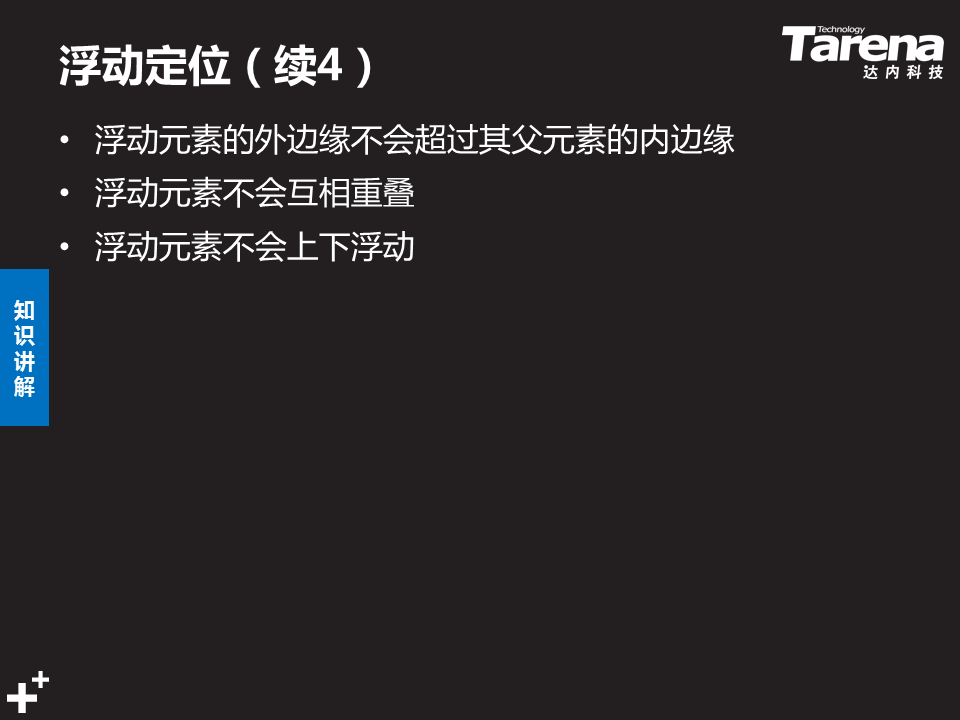 浮动定位（续4）
Technology
Tarena
达内科技
• 浮动元素的外边缘不会超过其父元素的内边缘
• 浮动元素不会互相重叠
• 浮动元素不会上下浮动
知
识
讲
解